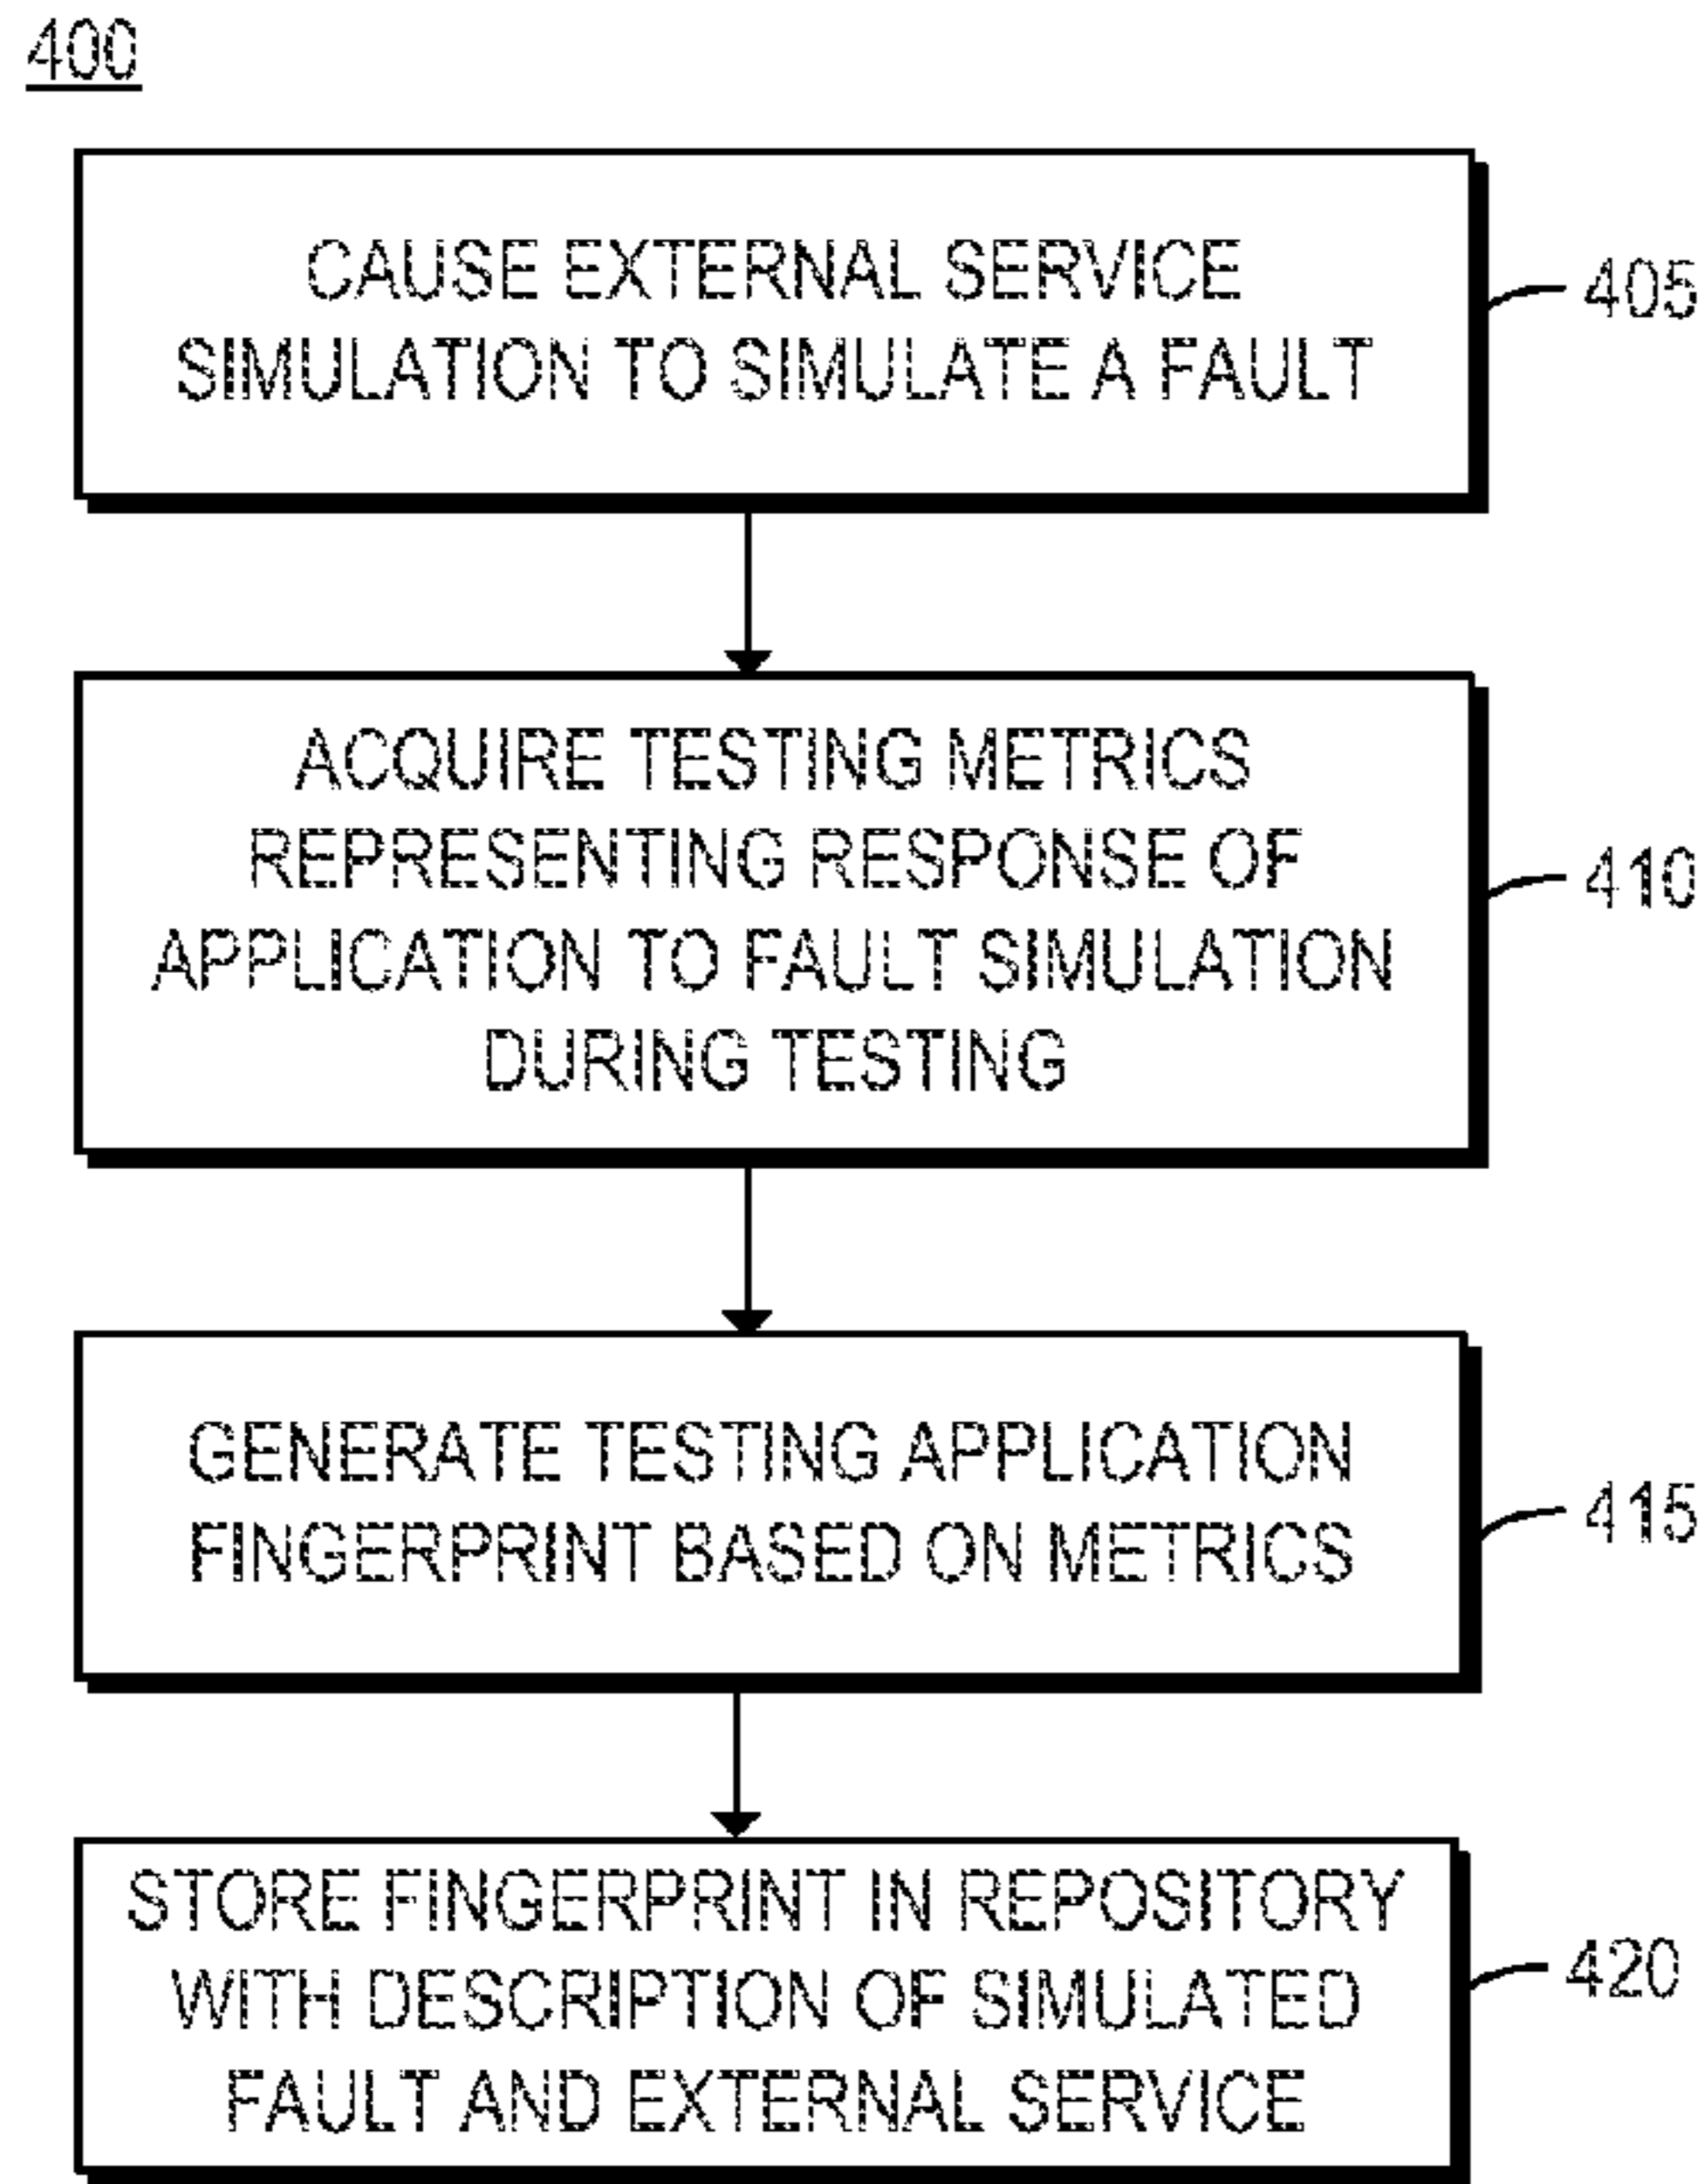 400
CAUSE EXTERNAL SERVICE
SIMULATION TO SIMULATE A FAULT
405
ACQUIRE TESTING METRICS
REPRESENTING RESPONSE OF
APPLICATION TO FAULT SIMULATION
DURING TESTING
410
GENERATE TESTING APPLICATION
FINGERPRINT BASED ON METRICS
415
STORE FINGERPRINT IN REPOSITORY
WITH DESCRIPTION OF SIMULATED
FAULT AND EXTERNAL SERVICE
420